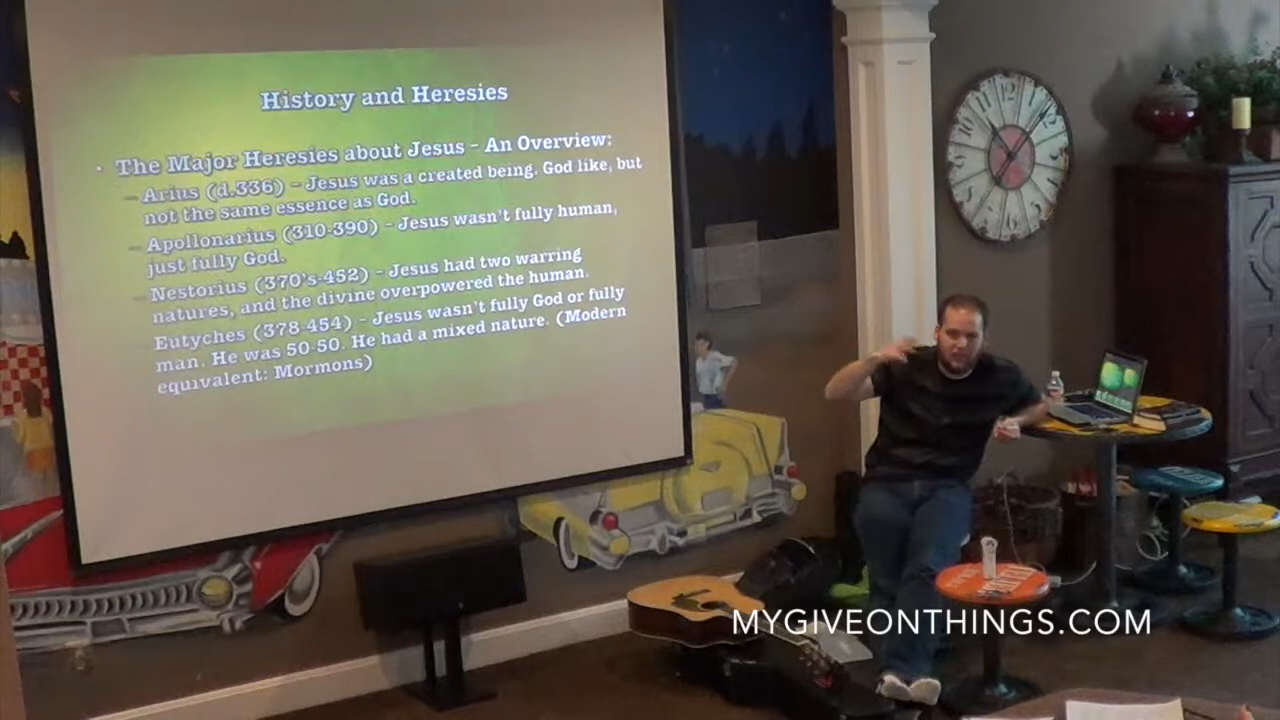 History and Heresies
• The Major Heresies about Jesus - An Overview:
– Arius (d.336) – Jesus was a created being. God like, but
not the same essence as God.
– Apollonarius (310-390) – Jesus wasn't fully human,
just fully God.
– Nestorius (370's-452) – Jesus had two warring
natures, and the divine overpowered the human.
– Eutyches (378-454) – Jesus wasn't fully God or fully
man. He was 50-50. He had a mixed nature. (Modern
equivalent: Mormons)
10
11
12
MYGIVEONTHINGS.COM